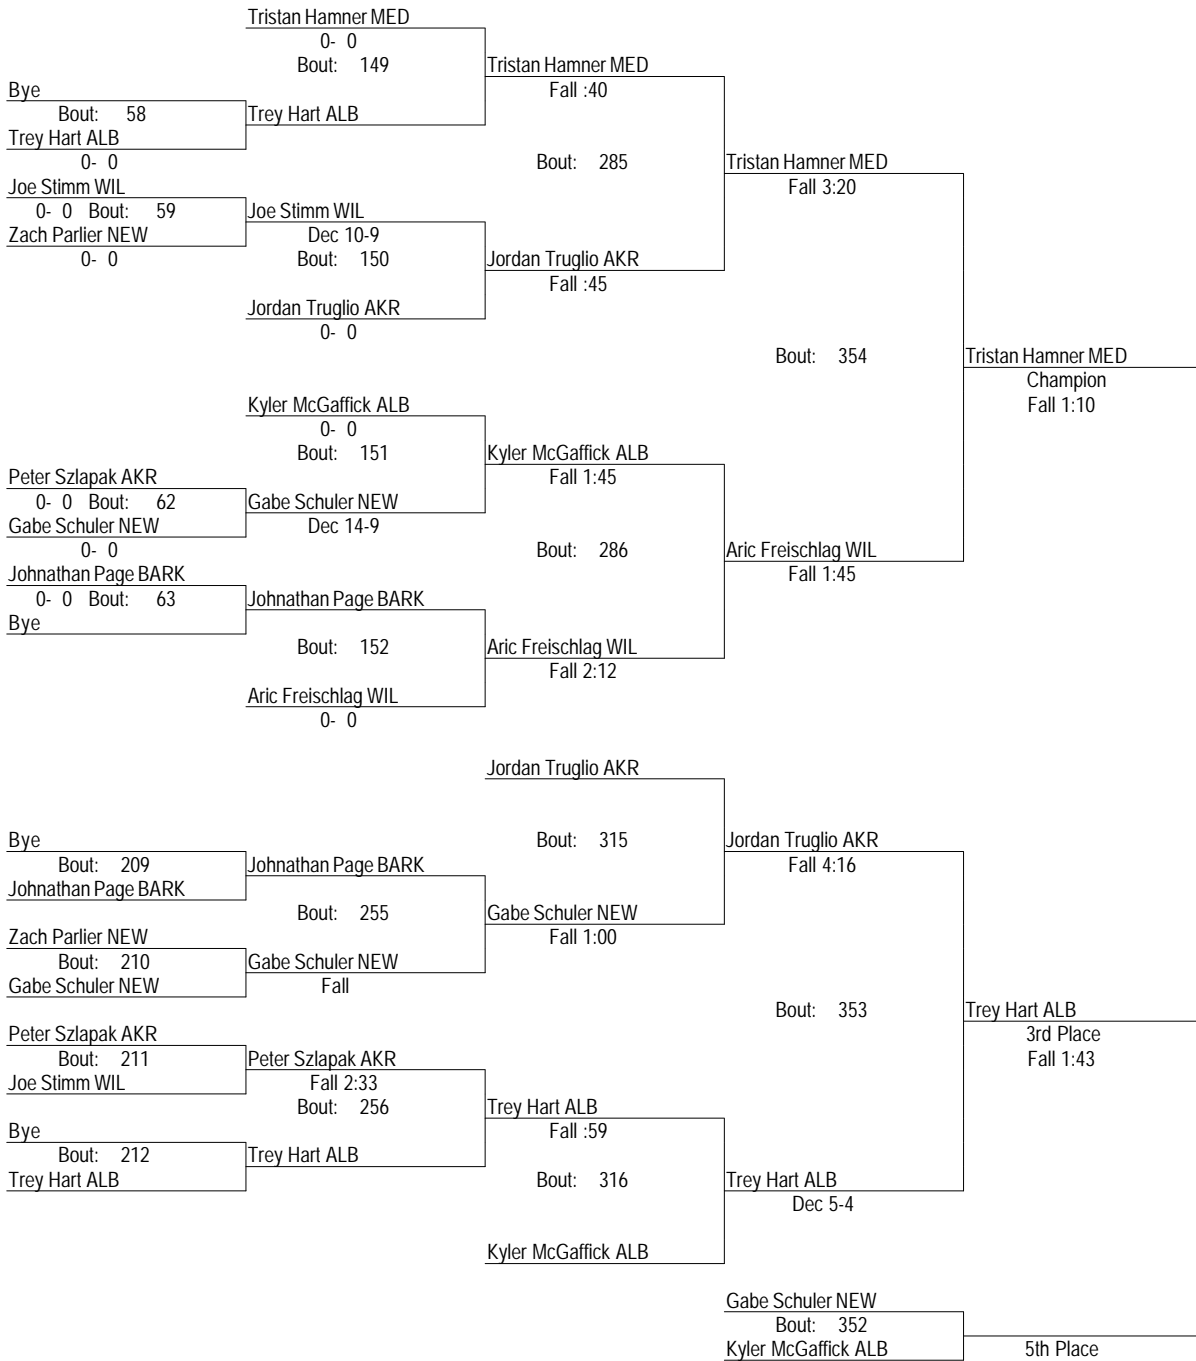 Tristan Hamner MED
0- 0
Bout: 149
Tristan Hamner MED
Fall :40
Bye
Bout: 58
Trey Hart ALB
Trey Hart ALB
0- 0
Bout: 285
Tristan Hamner MED
Fall 3:20
Joe Stimm WIL
0- 0 Bout: 59
Joe Stimm WIL
Zach Parlier NEW
Dec 10-9
0- 0
Bout: 150
Jordan Truglio AKR
Fall :45
Jordan Truglio AKR
0- 0
Bout: 354
Tristan Hamner MED
Champion
Fall 1:10
Kyler McGaffick ALB
0- 0
Bout: 151
Kyler McGaffick ALB
Fall 1:45
Peter Szlapak AKR
0- 0 Bout: 62
Gabe Schuler NEW
Gabe Schuler NEW
Dec 14-9
0- 0
Bout: 286
Aric Freischlag WIL
Fall 1:45
Johnathan Page BARK
0- 0 Bout: 63
Johnathan Page BARK
Bye
Bout: 152
Aric Freischlag WIL
Fall 2:12
Aric Freischlag WIL
0- 0
Jordan Truglio AKR
Bout: 315
Jordan Truglio AKR
Fall 4:16
Bye
Bout: 209
Johnathan Page BARK
Johnathan Page BARK
Bout: 255
Gabe Schuler NEW
Fall 1:00
Zach Parlier NEW
Bout: 210
Gabe Schuler NEW
Gabe Schuler NEW
Fall
Bout: 353
Trey Hart ALB
3rd Place
Fall 1:43
Peter Szlapak AKR
Bout: 211
Peter Szlapak AKR
Joe Stimm WIL
Fall 2:33
Bout: 256
Trey Hart ALB
Fall :59
Bye
Bout: 212
Trey Hart ALB
Trey Hart ALB
Bout: 316
Trey Hart ALB
Dec 5-4
Kyler McGaffick ALB
Gabe Schuler NEW
Bout: 352
Kyler McGaffick ALB
5th Place